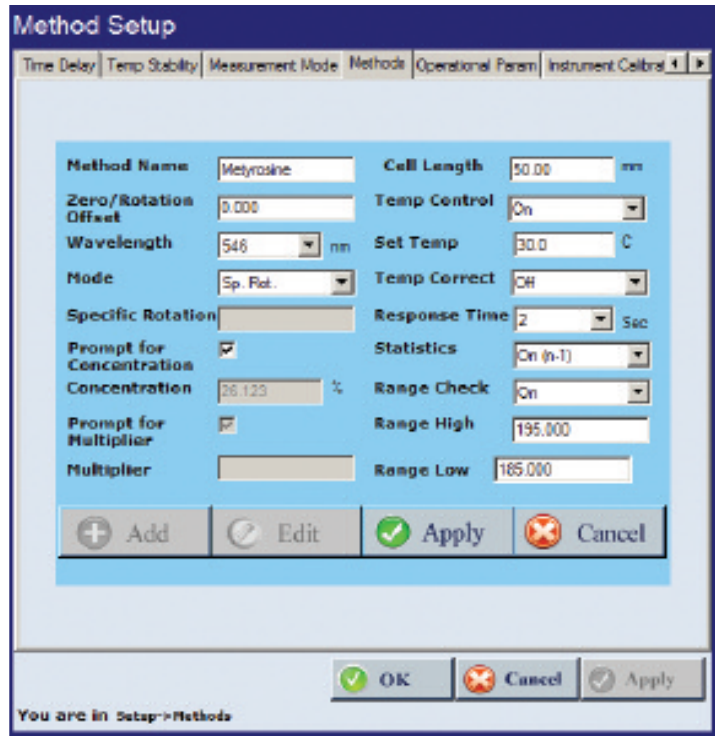 Method Setup
Time Delay Temp Stability Measurement Mode Methods Operational Param Instrument Calibrat
Method Name Metyrosine Cell Length 50.00 mm
Zero/Rotation Offset 0.000 Temp Control On
Wavelength 546 nm Set Temp 30.0 C
Mode Sp. Rot. Temp Correct Off
Specific Rotation Response Time 2 Sec
Prompt for Concentration Statistics On (n-1)
Concentration 26.123 % Range Check On
Prompt for Multiplier Range High 195.000
Multiplier Range Low 185.000
Add Edit Apply Cancel
OK Cancel Apply
You are in Setup->Methods